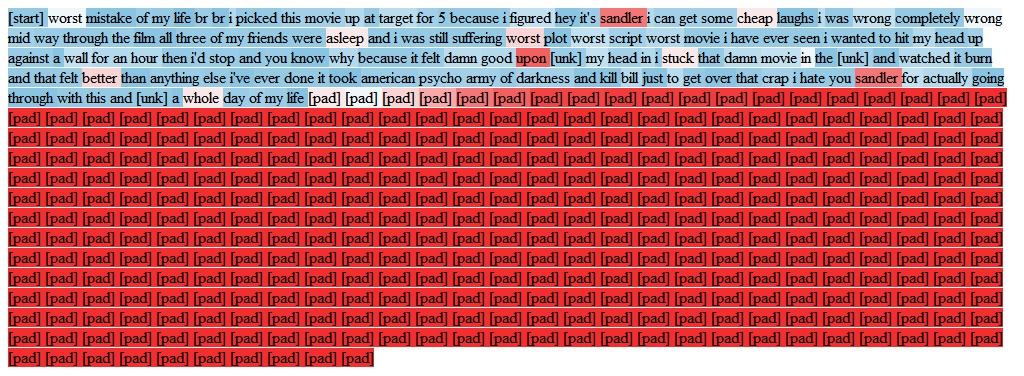 [start] worst mistake of my life br br i picked this movie up at target for 5 because i figured hey it's sandler i can get some cheap laughs i was wrong completely wrong
mid way through the film all three of my friends were asleep and i was still suffering worst plot worst script worst movie i have ever seen i wanted to hit my head up
against a wall for an hour then i'd stop and you know why because it felt damn good upon [unk] my head in i stuck that damn movie in the [unk] and watched it burn
and that felt better than anything else i've ever done it took american psycho army of darkness and kill bill just to get over that crap i hate you sandler for actually going
through with this and [unk] a whole day of my life [pad] [pad] [pad] [pad] [pad] [pad] [pad] [pad] [pad] [pad] [pad] [pad] [pad] [pad] [pad] [pad] [pad] [pad] [pad]
[pad] [pad] [pad] [pad] [pad] [pad] [pad] [pad] [pad] [pad] [pad] [pad] [pad] [pad] [pad] [pad] [pad] [pad] [pad] [pad] [pad] [pad] [pad] [pad] [pad] [pad] [pad]
[pad] [pad] [pad] [pad] [pad] [pad] [pad] [pad] [pad] [pad] [pad] [pad] [pad] [pad] [pad] [pad] [pad] [pad] [pad] [pad] [pad] [pad] [pad] [pad] [pad] [pad] [pad]
[pad] [pad] [pad] [pad] [pad] [pad] [pad] [pad] [pad] [pad] [pad] [pad] [pad] [pad] [pad] [pad] [pad] [pad] [pad] [pad] [pad] [pad] [pad] [pad] [pad] [pad] [pad]
[pad] [pad] [pad] [pad] [pad] [pad] [pad] [pad] [pad] [pad] [pad] [pad] [pad] [pad] [pad] [pad] [pad] [pad] [pad] [pad] [pad] [pad] [pad] [pad] [pad] [pad] [pad]
[pad] [pad] [pad] [pad] [pad] [pad] [pad] [pad] [pad] [pad] [pad] [pad] [pad] [pad] [pad] [pad] [pad] [pad] [pad] [pad] [pad] [pad] [pad] [pad] [pad] [pad] [pad]
[pad] [pad] [pad] [pad] [pad] [pad] [pad] [pad] [pad] [pad] [pad] [pad] [pad] [pad] [pad] [pad] [pad] [pad] [pad] [pad] [pad] [pad] [pad] [pad] [pad] [pad] [pad]
[pad] [pad] [pad] [pad] [pad] [pad] [pad] [pad] [pad] [pad] [pad] [pad] [pad] [pad] [pad] [pad] [pad] [pad] [pad] [pad] [pad] [pad] [pad] [pad] [pad] [pad] [pad]
[pad] [pad] [pad] [pad] [pad] [pad] [pad] [pad] [pad] [pad] [pad] [pad] [pad] [pad] [pad] [pad] [pad] [pad] [pad] [pad] [pad] [pad] [pad] [pad] [pad] [pad] [pad]
[pad] [pad] [pad] [pad] [pad] [pad] [pad] [pad] [pad] [pad] [pad] [pad] [pad] [pad] [pad] [pad] [pad] [pad] [pad] [pad] [pad] [pad] [pad] [pad] [pad] [pad] [pad]
[pad] [pad] [pad] [pad] [pad] [pad] [pad] [pad] [pad] [pad] [pad] [pad] [pad] [pad] [pad] [pad] [pad] [pad] [pad] [pad] [pad] [pad] [pad] [pad] [pad] [pad] [pad]
[pad] [pad] [pad] [pad] [pad] [pad] [pad] [pad] [pad] [pad] [pad] [pad] [pad] [pad] [pad] [pad] [pad] [pad] [pad] [pad] [pad] [pad] [pad] [pad] [pad] [pad] [pad]
[pad] [pad] [pad] [pad] [pad] [pad] [pad] [pad] [pad] [pad] [pad] [pad] [pad] [pad] [pad] [pad] [pad] [pad] [pad] [pad] [pad] [pad] [pad] [pad] [pad] [pad] [pad]
[pad] [pad] [pad] [pad] [pad] [pad] [pad] [pad] [pad] [pad]